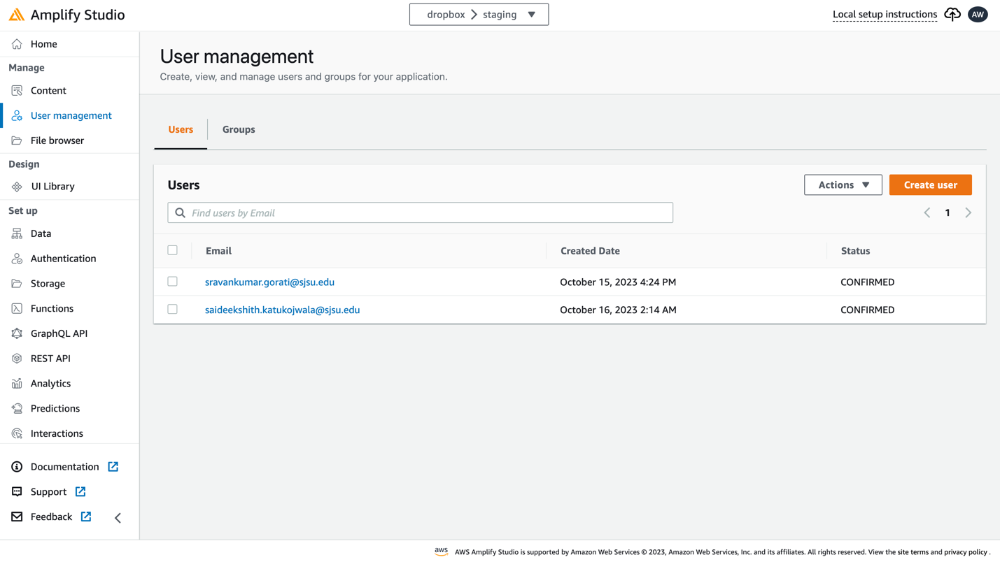 Amplify Studio
dropbox > staging ▼
Local setup instructions
AW
Home
Manage
Content
User management
File browser
Design
UI Library
Set up
Data
Authentication
Storage
Functions
GraphQL API
REST API
Analytics
Predictions
Interactions
Documentation
Support
Feedback
User management
Create, view, and manage users and groups for your application.
Users
Groups
Users
Actions ▼
Create user
Find users by Email
1
Email Created Date Status
sravankumar.gorati@sjsu.edu October 15, 2023 4:24 PM CONFIRMED
saideekshith.katukojwala@sjsu.edu October 16, 2023 2:14 AM CONFIRMED
aws AWS Amplify Studio is supported by Amazon Web Services © 2023, Amazon Web Services, Inc. and its affiliates. All rights reserved. View the site terms and privacy policy .